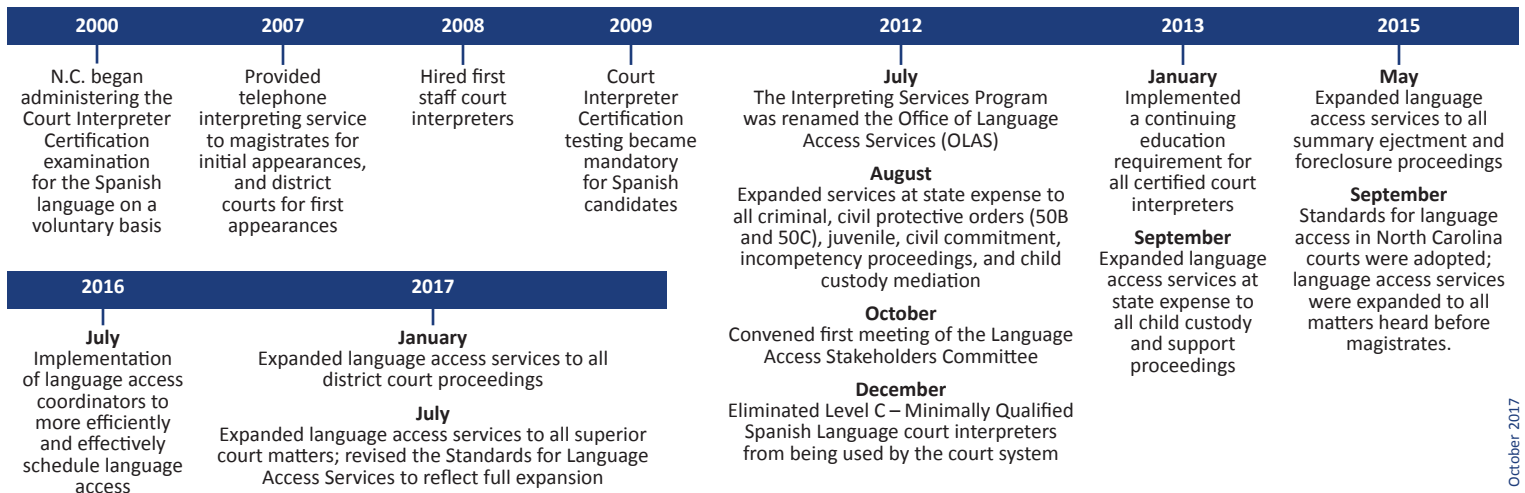 2000
N.C. began
administering the
Court Interpreter
Certification
examination
for the Spanish
language on a
voluntary basis
2007
Provided
telephone
interpreting service
to magistrates for
initial appearances,
and district
courts for first
appearances
2008
Hired first
staff court
interpreters
2009
Court
Interpreter
Certification
testing became
mandatory
for Spanish
candidates
2012
July
The Interpreting Services Program
was renamed the Office of Language
Access Services (OLAS)
August
Expanded services at state expense to
all criminal, civil protective orders (50B
and 50C), juvenile, civil commitment,
incompetency proceedings, and child
custody mediation
October
Convened first meeting of the Language
Access Stakeholders Committee
December
Eliminated Level C – Minimally Qualified
Spanish Language court interpreters
from being used by the court system
2013
January
Implemented
a continuing
education
requirement for
all certified court
interpreters
September
Expanded language
access services at
state expense to
all child custody
and support
proceedings
2015
May
Expanded language
access services to all
summary ejectment and
foreclosure proceedings
September
Standards for language
access in North Carolina
courts were adopted;
language access services
were expanded to all
matters heard before
magistrates.
2016
July
Implementation
of language access
coordinators to
more efficiently
and effectively
schedule language
access
2017
January
Expanded language access services to all
district court proceedings
July
Expanded language access services to all superior
court matters; revised the Standards for Language
Access Services to reflect full expansion
October 2017